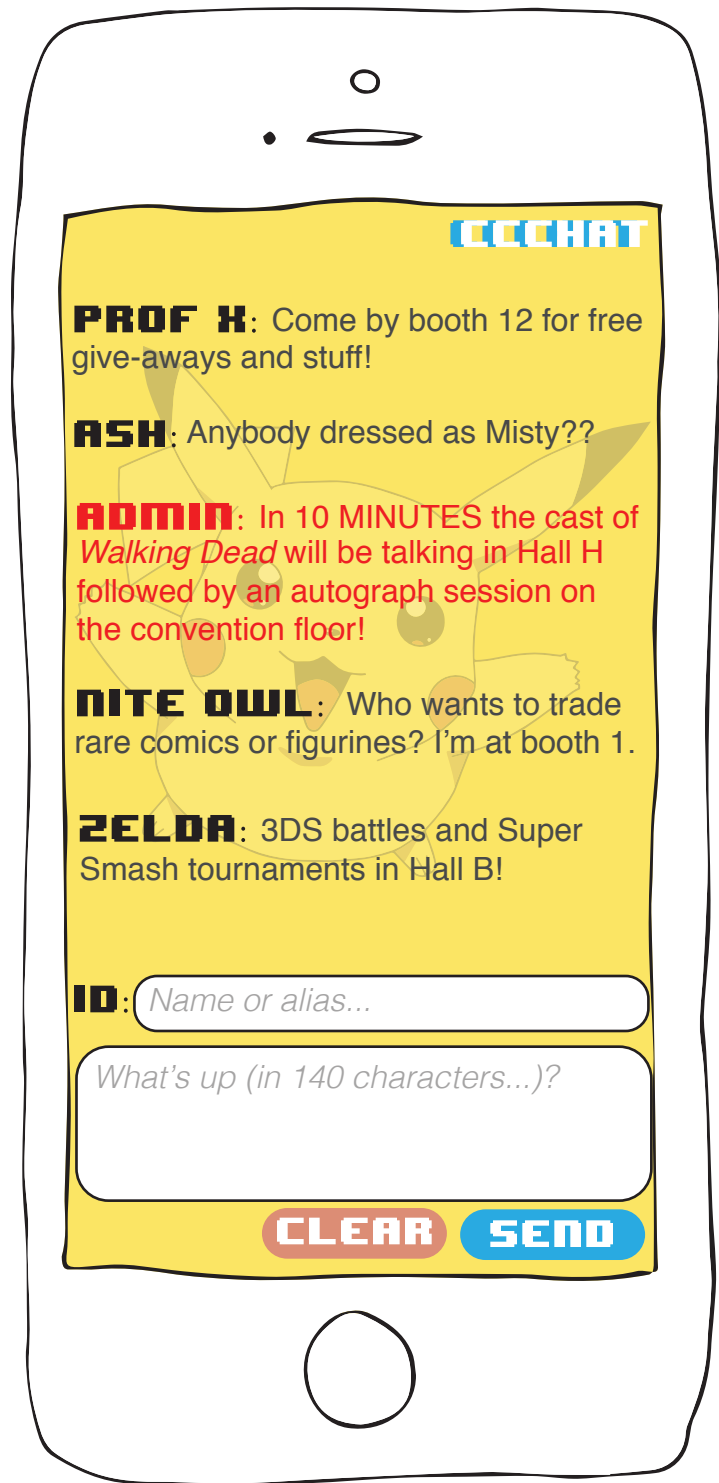 CCCHAT
PROF X: Come by booth 12 for free
give-aways and stuff!
ASH: Anybody dressed as Misty??
ADMIN: In 10 MINUTES the cast of
Walking Dead will be talking in Hall H
followed by an autograph session on
the convention floor!
NITE OWL: Who wants to trade
rare comics or figurines? I'm at booth 1.
ZELDA: 3DS battles and Super
Smash tournaments in Hall B!
ID: Name or alias...
What's up (in 140 characters...)?
CLEAR SEND